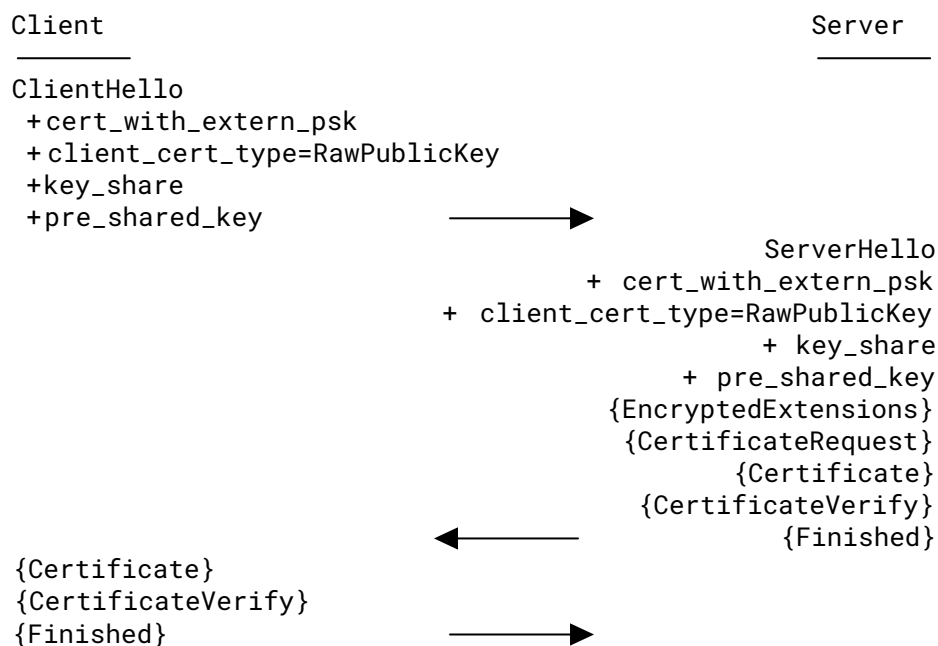 Client Server
ClientHello
+cert_with_extern_psk
+client_cert_type=RawPublicKey
+key_share
+pre_shared_key
ServerHello
+ cert_with_extern_psk
+ client_cert_type=RawPublicKey
+ key_share
+ pre_shared_key
{EncryptedExtensions}
{CertificateRequest}
{Certificate}
{CertificateVerify}
{Finished}
{Certificate}
{CertificateVerify}
{Finished}